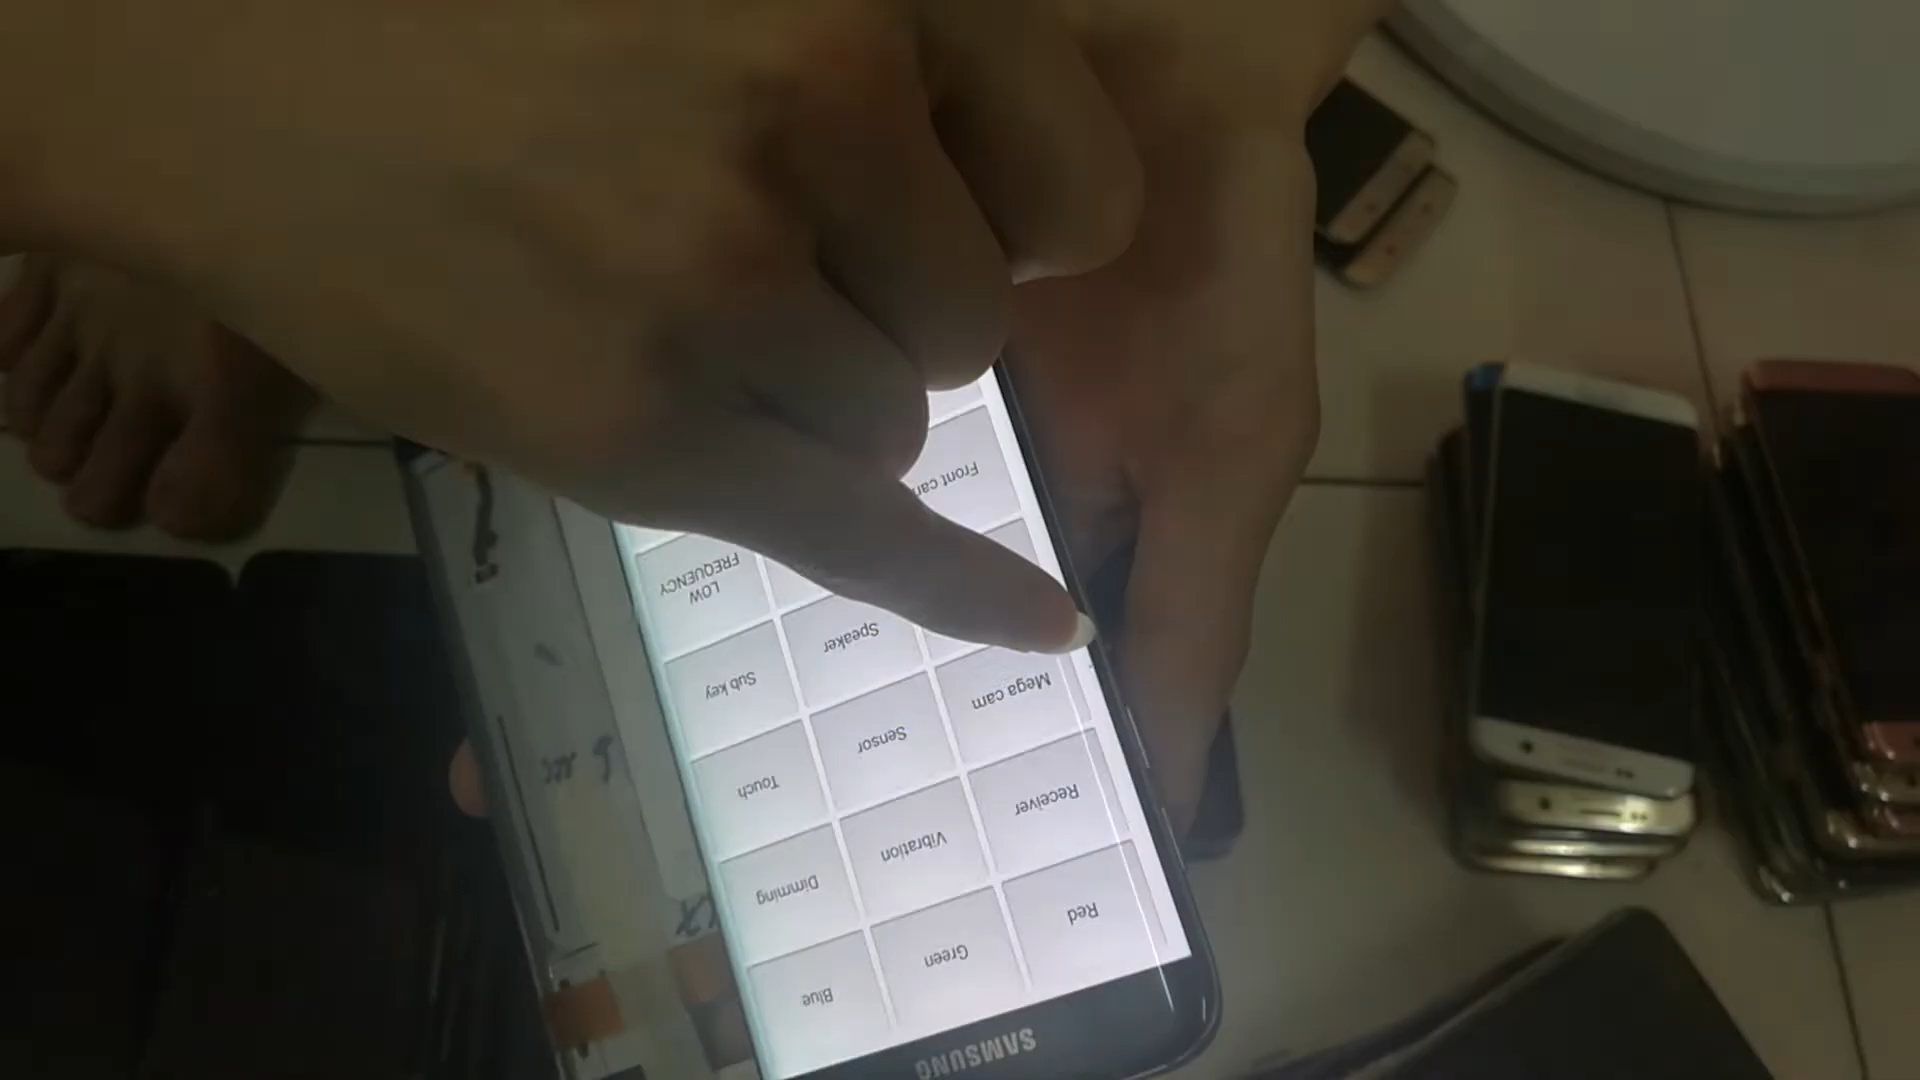 SAMSUNG
Red
Green
Blue
Receiver
Vibration
Dimming
Mega cam
Sensor
Touch
Speaker
Sub key
Front cam
LOW
FREQUENCY